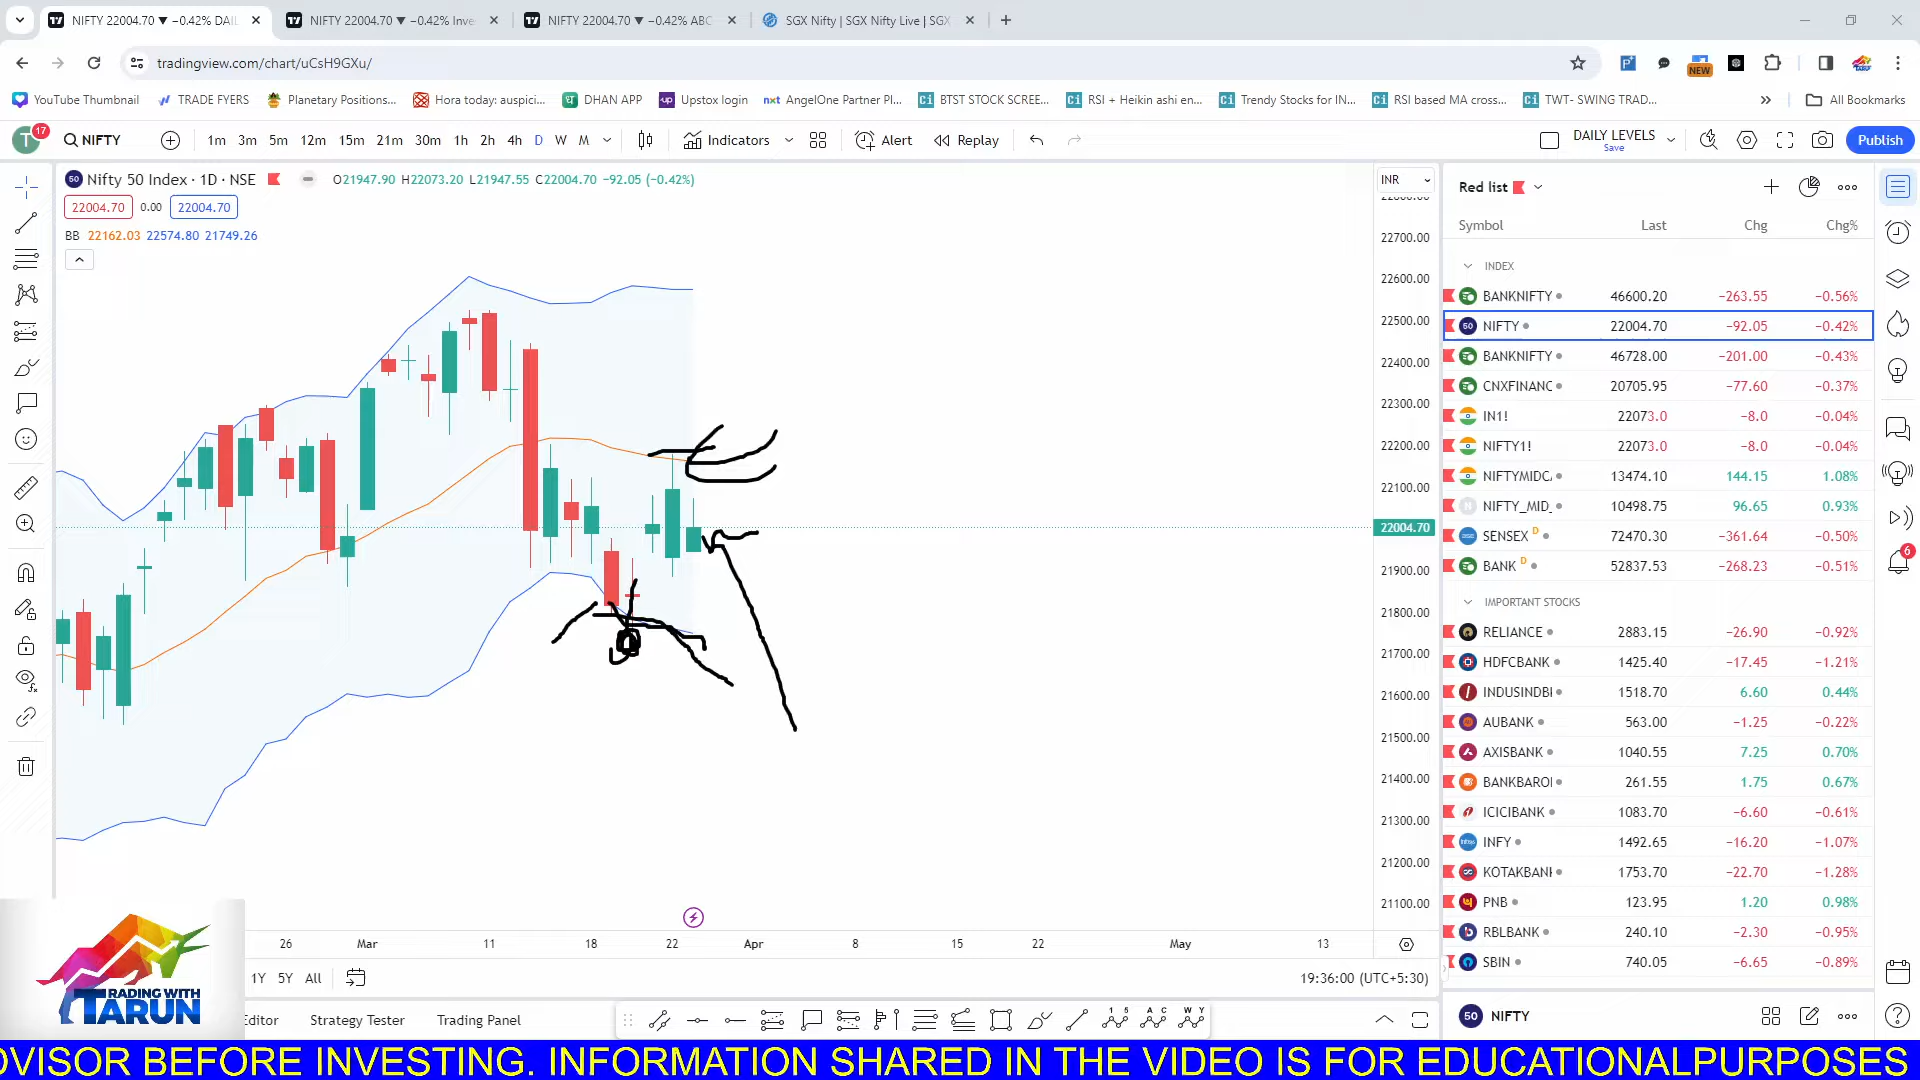 NIFTY 22004.70 ▼ −0.42% DAIL
NIFTY 22004.70 ▼ −0.42% Inve
NIFTY 22004.70 ▼ −0.42% ABC
SGX Nifty | SGX Nifty Live | SGX
tradingview.com/chart/uCsH9GXu/
NEW
YouTube Thumbnail
TRADE FYERS
Planetary Positions...
Hora today: auspici...
DHAN APP
Upstox login
AngelOne Partner Pl...
BTST STOCK SCREE...
RSI + Heikin ashi en...
Trendy Stocks for IN...
RSI based MA cross...
TWT- SWING TRAD...
All Bookmarks
T 17 NIFTY 1m 3m 5m 12m 15m 21m 30m 1h 2h 4h D W M Indicators Alert Replay
DAILY LEVELS
Save
Publish
Nifty 50 Index · 1D · NSE O21947.90 H22073.20 L21947.55 C22004.70 −92.05 (−0.42%)
22004.70 0.00 22004.70
BB 22162.03 22574.80 21749.26
INR
22700.00
22600.00
22500.00
22400.00
22300.00
22200.00
22100.00
22004.70
21900.00
21800.00
21700.00
21600.00
21500.00
21400.00
21300.00
21200.00
21100.00
26 Mar 11 18 22 Apr 8 15 22 May 13
1Y 5Y All
19:36:00 (UTC+5:30)
Editor Strategy Tester Trading Panel
Red list
Symbol Last Chg Chg%
INDEX
BANKNIFTY 46600.20 −263.55 −0.56%
NIFTY 22004.70 −92.05 −0.42%
BANKNIFTY 46728.00 −201.00 −0.43%
CNXFINANC 20705.95 −77.60 −0.37%
IN1! 22073.0 −8.0 −0.04%
NIFTY1! 22073.0 −8.0 −0.04%
NIFTYMIDC 13474.10 144.15 1.08%
NIFTY_MID_ 10498.75 96.65 0.93%
SENSEX D 72470.30 −361.64 −0.50%
BANK D 52837.53 −268.23 −0.51%
IMPORTANT STOCKS
RELIANCE 2883.15 −26.90 −0.92%
HDFCBANK 1425.40 −17.45 −1.21%
INDUSINDBI 1518.70 6.60 0.44%
AUBANK 563.00 −1.25 −0.22%
AXISBANK 1040.55 7.25 0.70%
BANKBAROI 261.55 1.75 0.67%
ICICIBANK 1083.70 −6.60 −0.61%
INFY 1492.65 −16.20 −1.07%
KOTAKBANK 1753.70 −22.70 −1.28%
PNB 123.95 1.20 0.98%
RBLBANK 240.10 −2.30 −0.95%
SBIN 740.05 −6.65 −0.89%
50 NIFTY
6
TRADING WITH
TARUN
DVISOR BEFORE INVESTING. INFORMATION SHARED IN THE VIDEO IS FOR EDUCATIONALPURPOSES